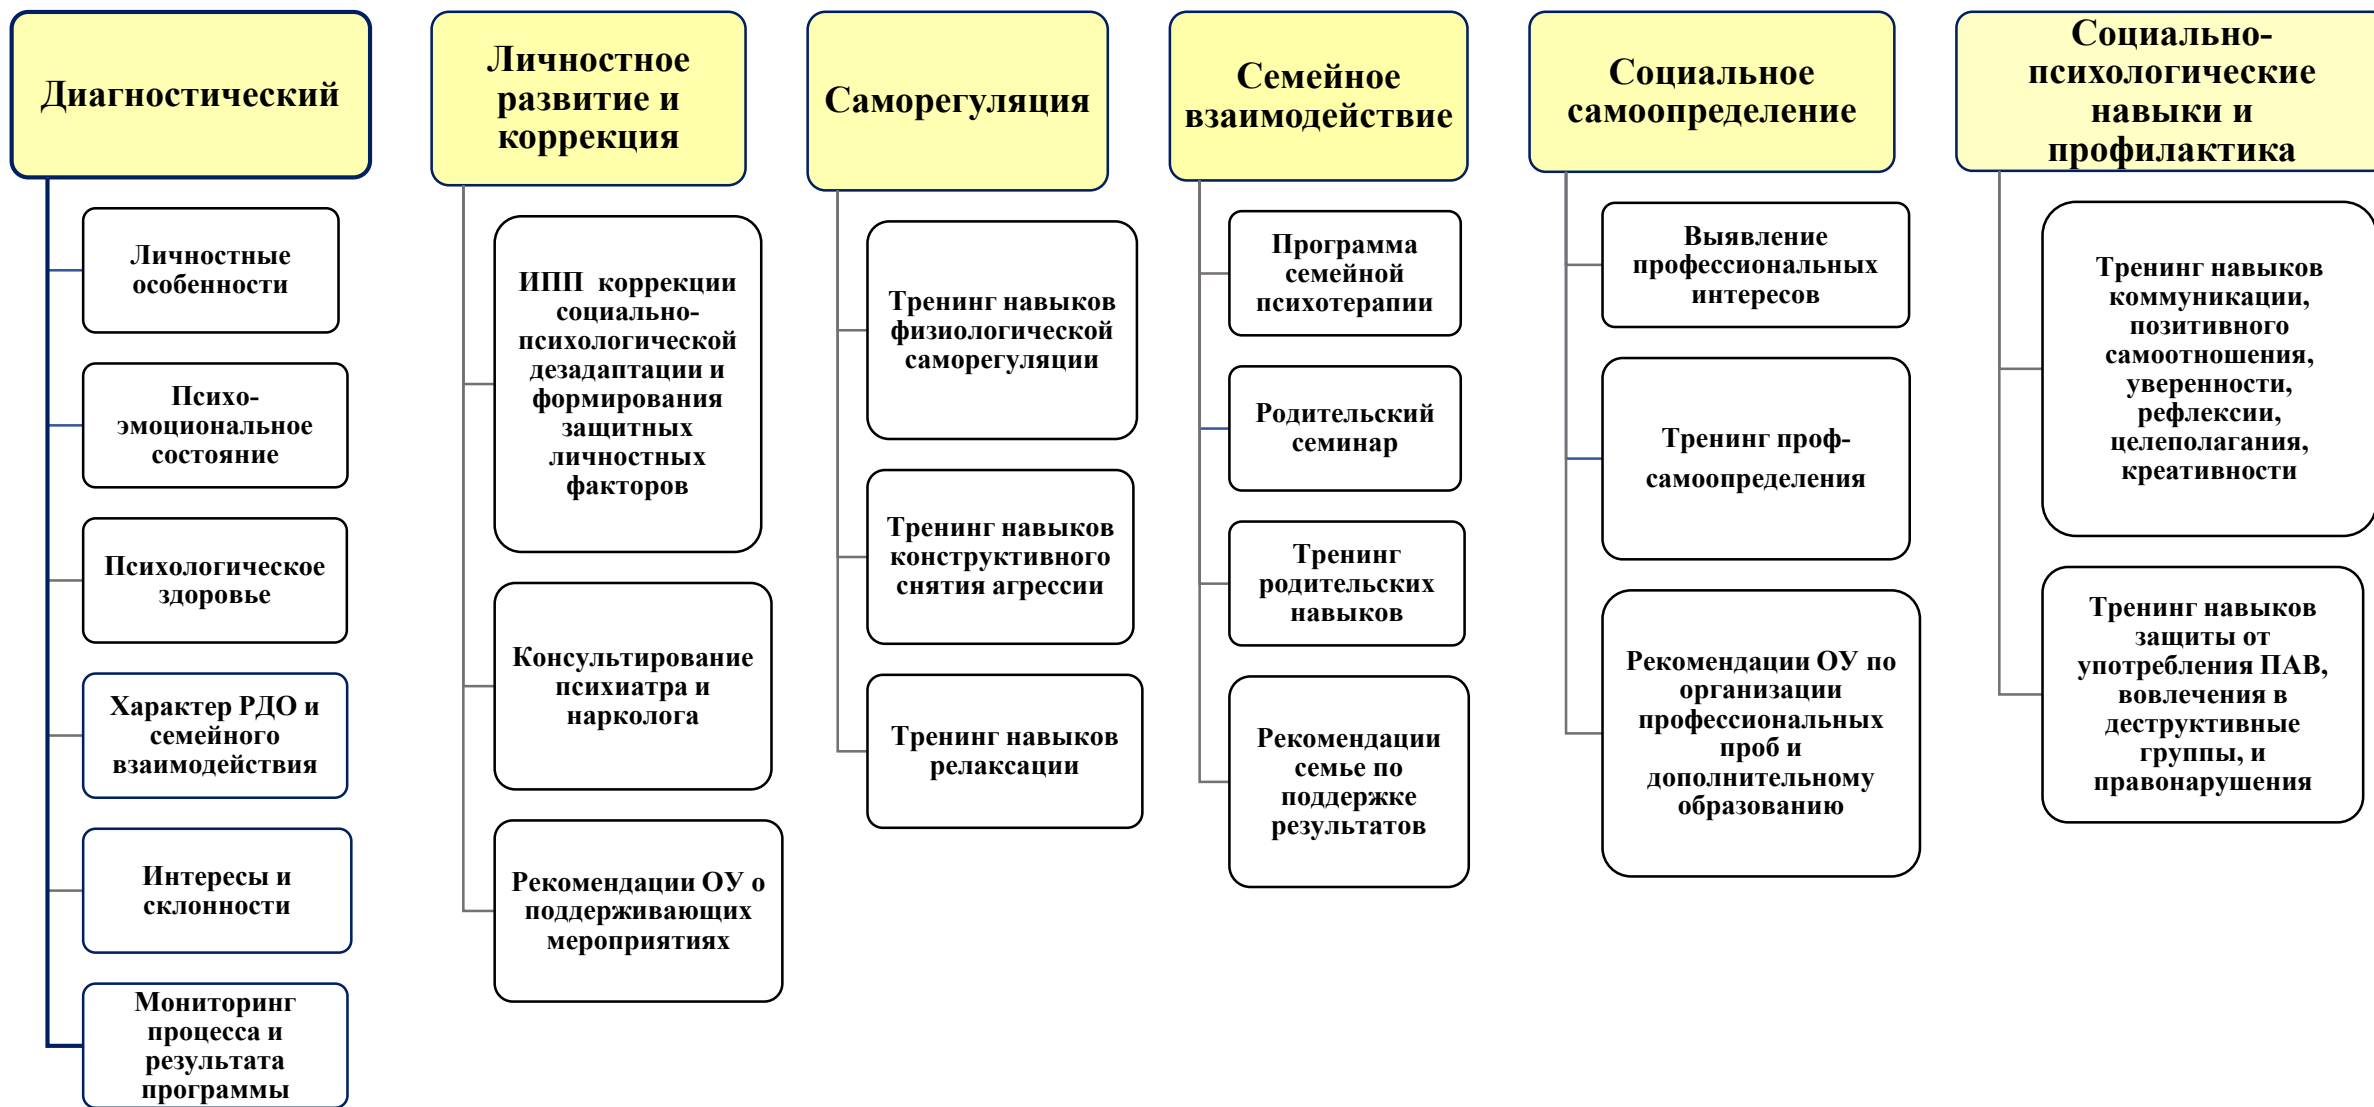 Диагностический
Личностные
особенности
Психо-
эмоциональное
состояние
Психологическое
здоровье
Характер РДО и
семейного
взаимодействия
Интересы и
склонности
Мониторинг
процесса и
результата
программы
Личностное
развитие и
коррекция
ИПП коррекции
социально-
психологической
дезадаптации и
формирования
защитных
личностных
факторов
Консультирование
психиатра и
нарколога
Рекомендации ОУ о
поддерживающих
мероприятиях
Саморегуляция
Тренинг навыков
физиологической
саморегуляции
Тренинг навыков
конструктивного
снятия агрессии
Тренинг навыков
релаксации
Семейное
взаимодействие
Программа
семейной
психотерапии
Родительский
семинар
Тренинг
родительских
навыков
Рекомендации
семье по
поддержке
результатов
Социальное
самоопределение
Выявление
профессиональных
интересов
Тренинг проф-
самоопределения
Рекомендации ОУ по
организации
профессиональных
проб и
дополнительному
образованию
Социально-
психологические
навыки и
профилактика
Тренинг навыков
коммуникации,
позитивного
самоотношения,
уверенности,
рефлексии,
целеполагания,
креативности
Тренинг навыков
защиты от
употребления ПАВ,
вовлечения в
деструктивные
группы, и
правонарушения